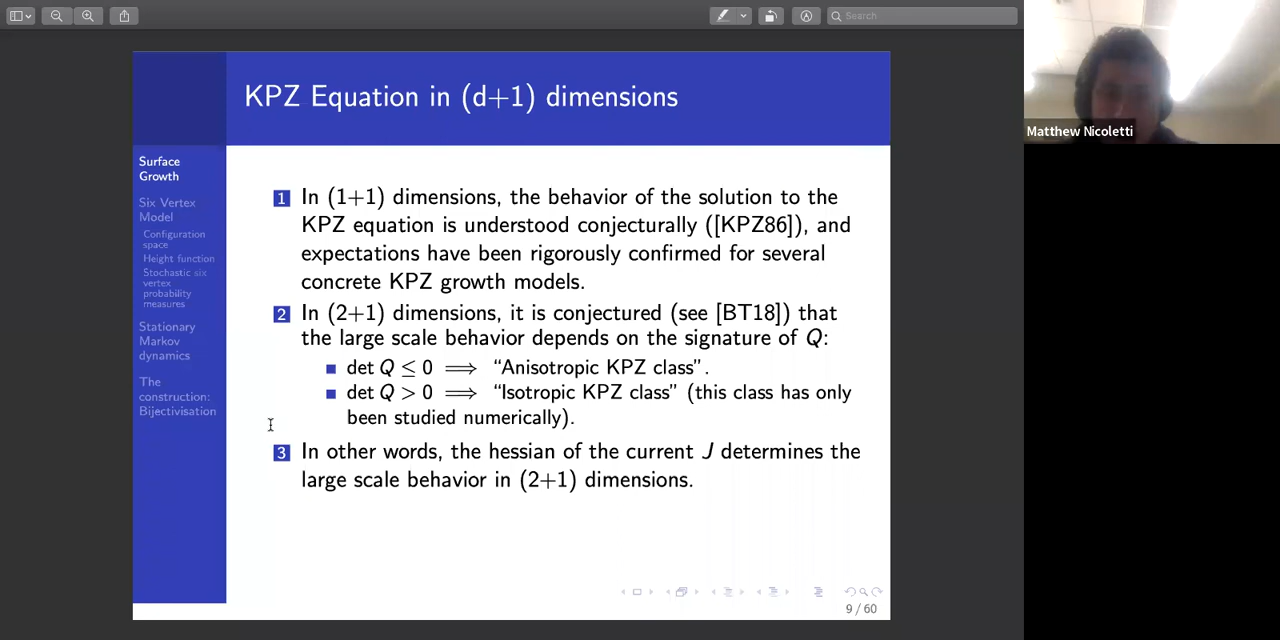 Search
KPZ Equation in (d+1) dimensions
Surface
Growth
Six Vertex
Model
Configuration
space
Height function
Stochastic six
vertex
probability
measures
Stationary
Markov
dynamics
The
construction:
Bijectivisation
1 In (1+1) dimensions, the behavior of the solution to the
KPZ equation is understood conjecturally ([KPZ86]), and
expectations have been rigorously confirmed for several
concrete KPZ growth models.
2 In (2+1) dimensions, it is conjectured (see [BT18]) that
the large scale behavior depends on the signature of Q:
det Q ≤ 0 ⟹ “Anisotropic KPZ class”.
det Q > 0 ⟹ “Isotropic KPZ class” (this class has only
been studied numerically).
3 In other words, the hessian of the current J determines the
large scale behavior in (2+1) dimensions.
9 / 60
Matthew Nicoletti